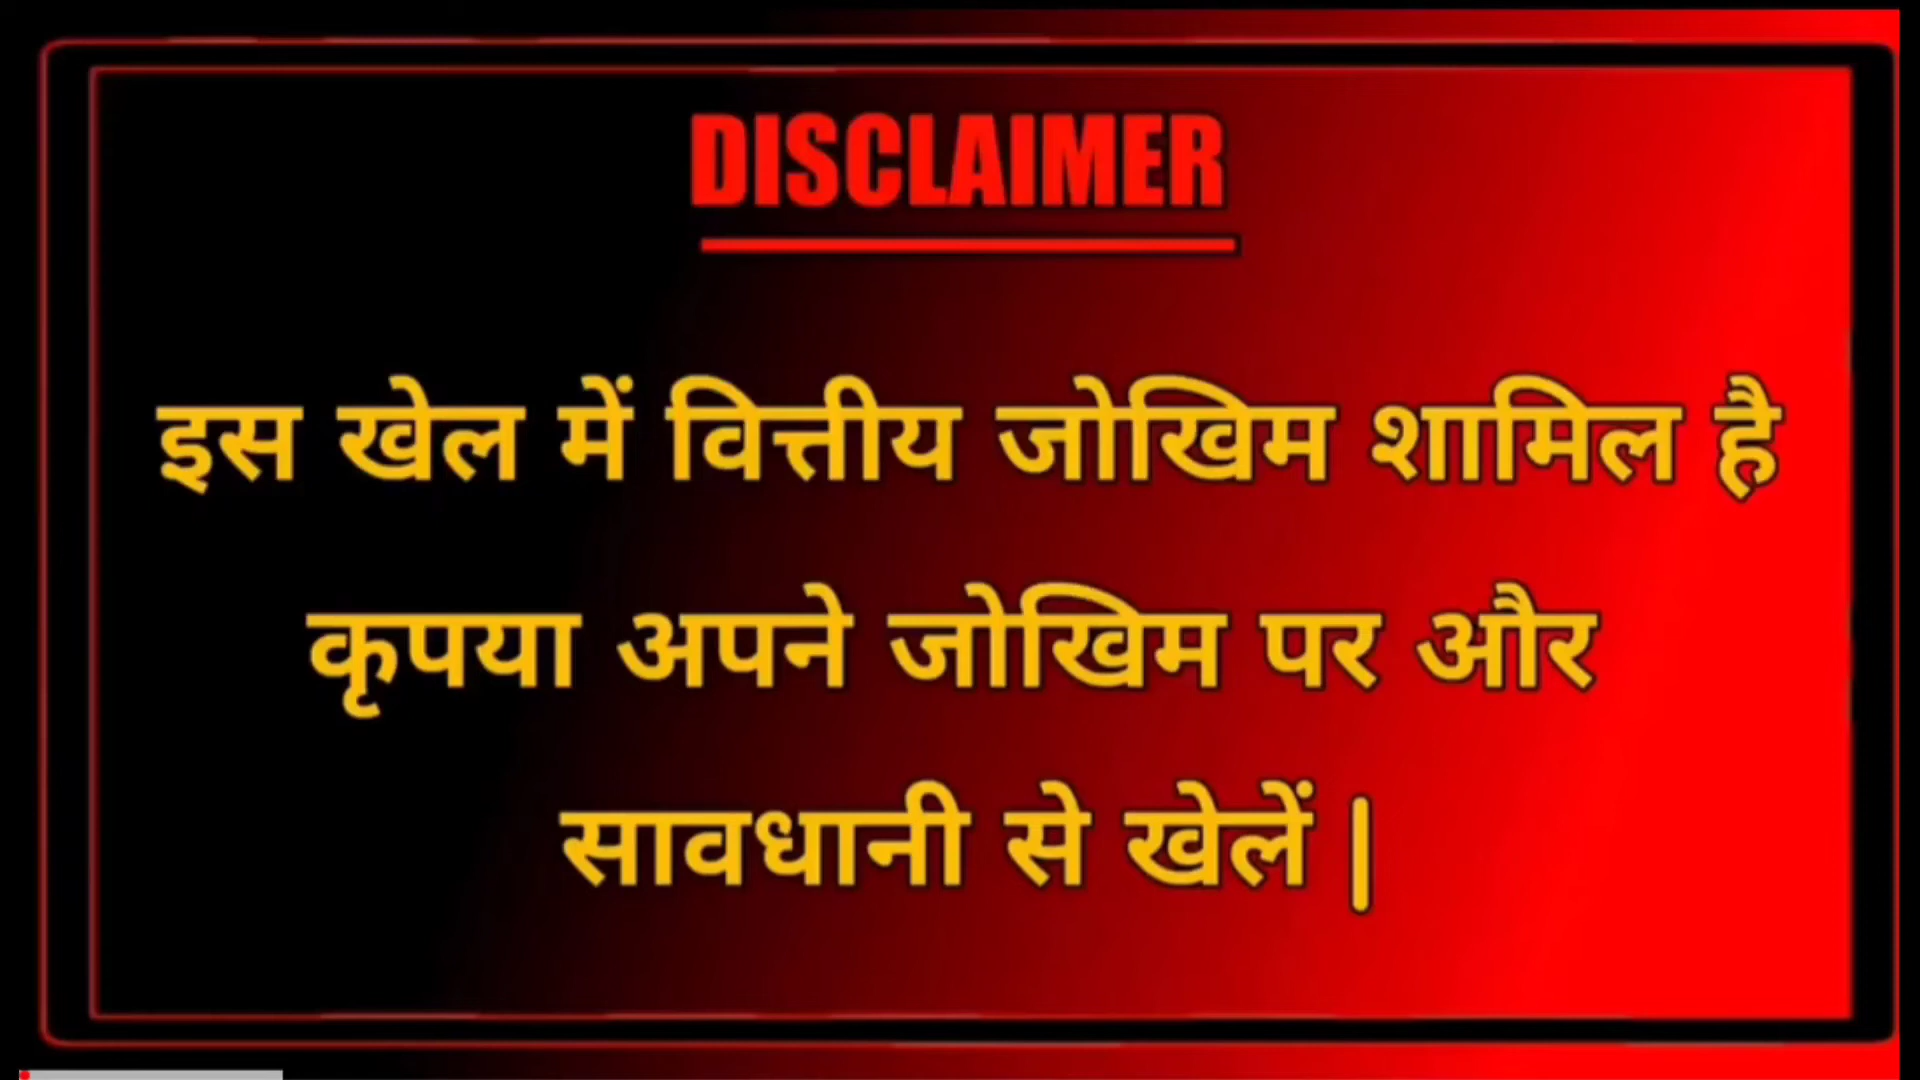 DISCLAIMER
इस खेल में वित्तीय जोखिम शामिल है
कृपया अपने जोखिम पर और
सावधानी से खेलें |